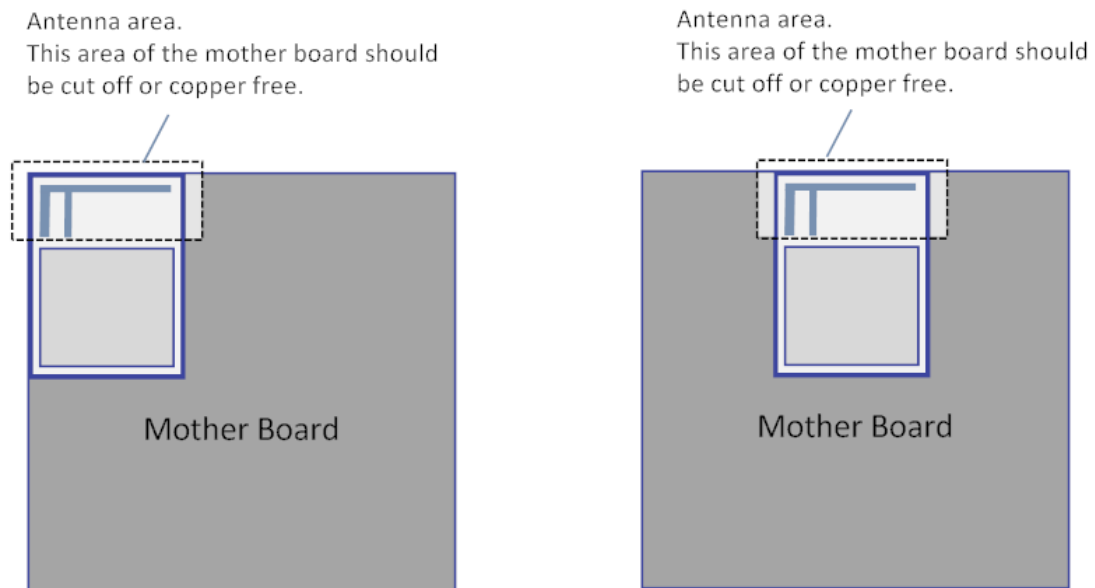 Antenna area.
This area of the mother board should
be cut off or copper free.
Antenna area.
This area of the mother board should
be cut off or copper free.
Mother Board
Mother Board